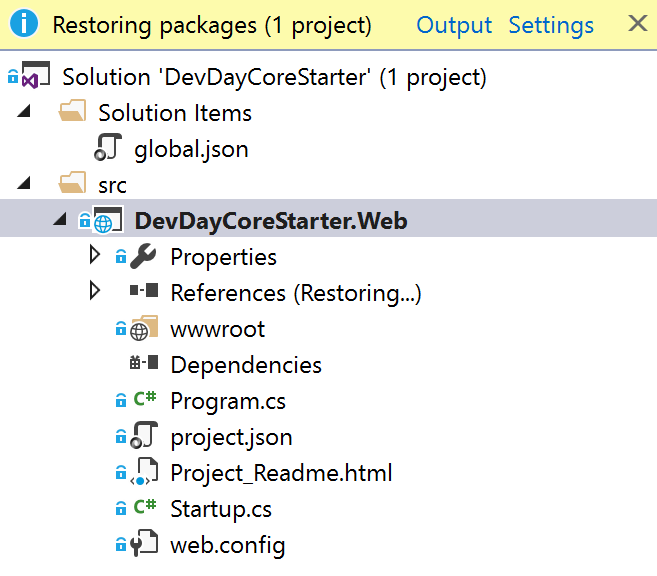 Restoring packages (1 project) Output Settings
Solution 'DevDayCoreStarter' (1 project)
Solution Items
global.json
src
DevDayCoreStarter.Web
Properties
References (Restoring...)
wwwroot
Dependencies
C# Program.cs
project.json
Project_Readme.html
C# Startup.cs
web.config